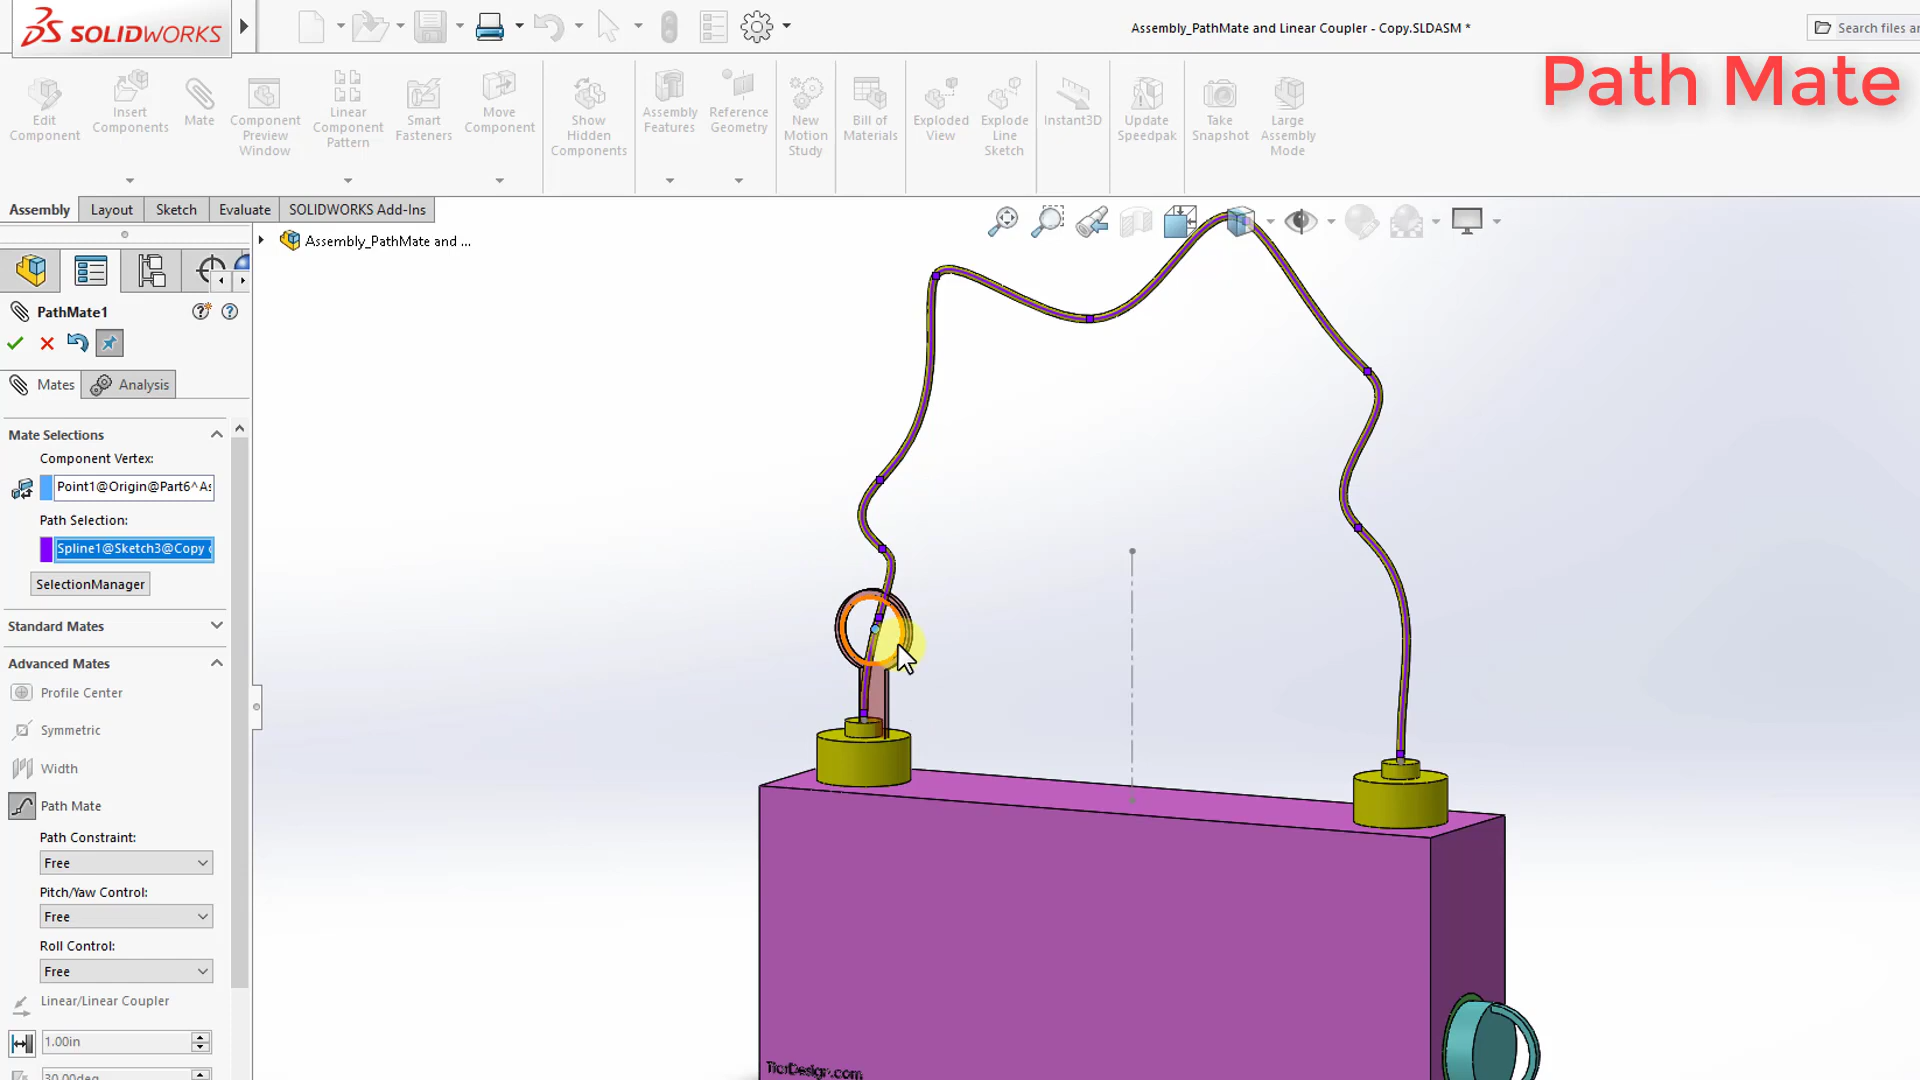 SOLIDWORKS
Assembly_PathMate and Linear Coupler - Copy.SLDASM *
Search files an
Path Mate
Edit Component
Insert Components
Mate
Component Preview Window
Linear Component Pattern
Smart Fasteners
Move Component
Show Hidden Components
Assembly Features
Reference Geometry
New Motion Study
Bill of Materials
Exploded View
Explode Line Sketch
Instant3D
Update Speedpak
Take Snapshot
Large Assembly Mode
Assembly
Layout
Sketch
Evaluate
SOLIDWORKS Add-Ins
Assembly_PathMate and ...
PathMate1
Mates
Analysis
Mate Selections
Component Vertex:
Point1@Origin@Part6^As
Path Selection:
Spline1@Sketch3@Copy
SelectionManager
Standard Mates
Advanced Mates
Profile Center
Symmetric
Width
Path Mate
Path Constraint:
Free
Pitch/Yaw Control:
Free
Roll Control:
Free
Linear/Linear Coupler
1.00in
30.00deg